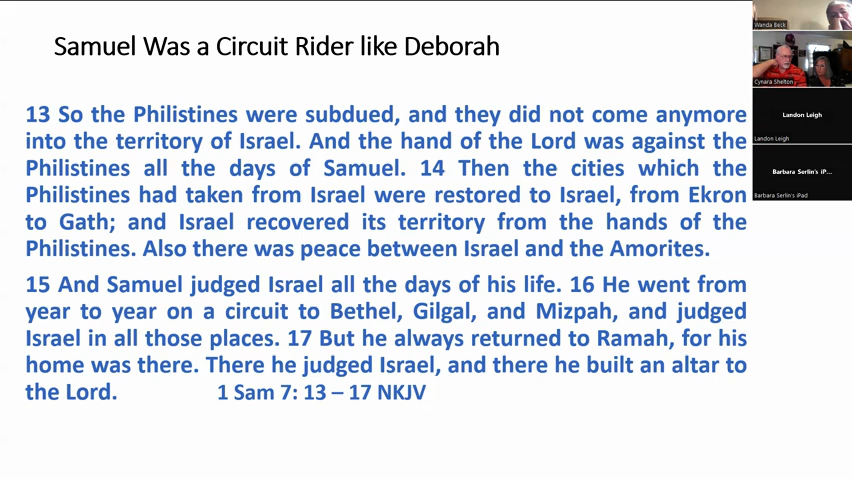 Samuel Was a Circuit Rider like Deborah
13 So the Philistines were subdued, and they did not come anymore
into the territory of Israel. And the hand of the Lord was against the
Philistines all the days of Samuel. 14 Then the cities which the
Philistines had taken from Israel were restored to Israel, from Ekron
to Gath; and Israel recovered its territory from the hands of the
Philistines. Also there was peace between Israel and the Amorites.
15 And Samuel judged Israel all the days of his life. 16 He went from
year to year on a circuit to Bethel, Gilgal, and Mizpah, and judged
Israel in all those places. 17 But he always returned to Ramah, for his
home was there. There he judged Israel, and there he built an altar to
the Lord. 1 Sam 7: 13 – 17 NKJV
Wanda Beck
Cynara Shelton
Landon Leigh
Landon Leigh
Barbara Serlin's iP...
Barbara Serlin's iPad